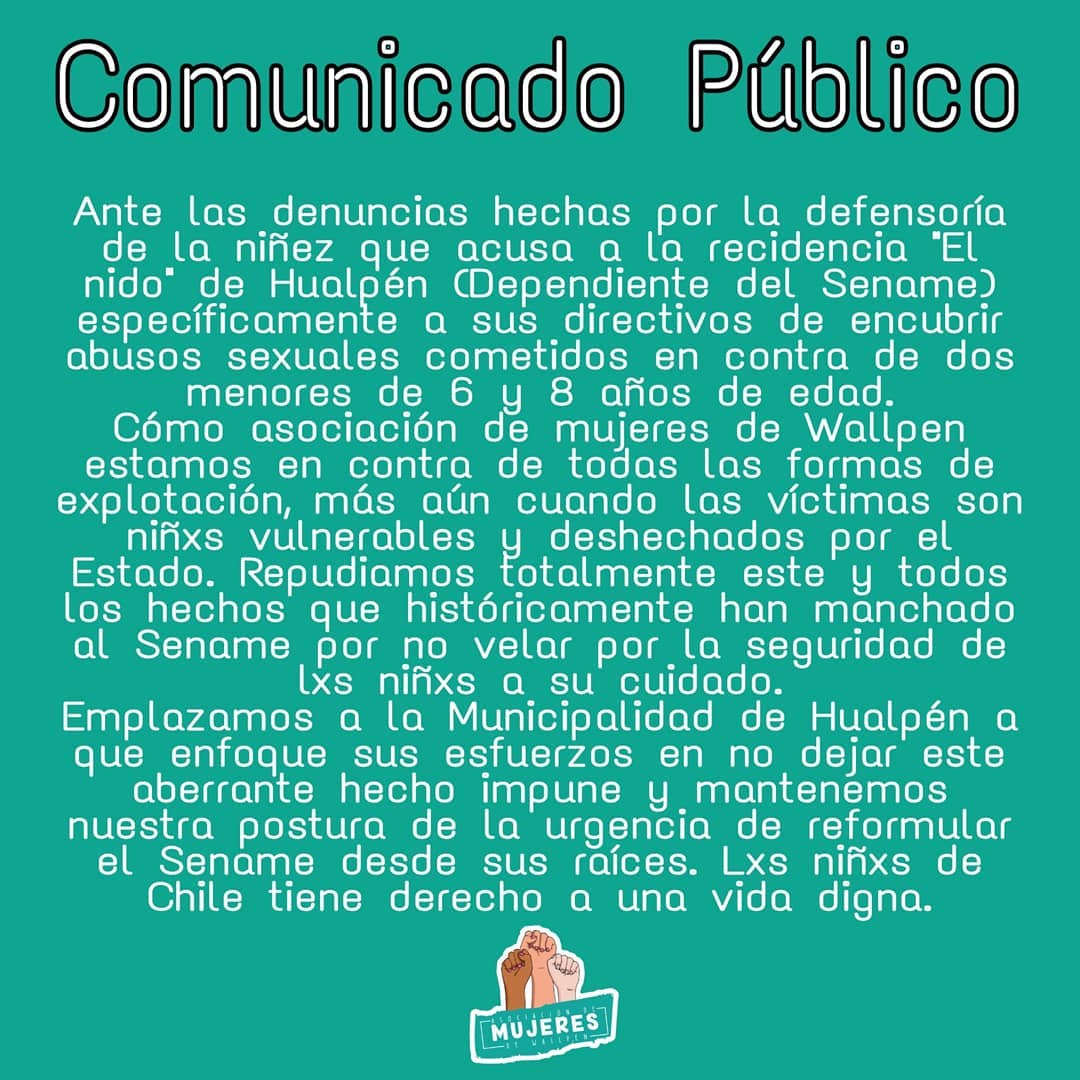 Comunicado Público
Ante las denuncias hechas por la defensoría
de la niñez que acusa a la recidencia "El
nido" de Hualpén (Dependiente del Sename)
específicamente a sus directivos de encubrir
abusos sexuales cometidos en contra de dos
menores de 6 y 8 años de edad.
Cómo asociación de mujeres de Wallpen
estamos en contra de todas las formas de
explotación, más aún cuando las víctimas son
niñxs vulnerables y deshechados por el
Estado. Repudiamos totalmente este y todos
los hechos que históricamente han manchado
al Sename por no velar por la seguridad de
lxs niñxs a su cuidado.
Emplazamos a la Municipalidad de Hualpén a
que enfoque sus esfuerzos en no dejar este
aberrante hecho impune y mantenemos
nuestra postura de la urgencia de reformular
el Sename desde sus raíces. Lxs niñxs de
Chile tiene derecho a una vida digna.
ASOCIACIÓN DE
MUJERES
DE WALLPEN